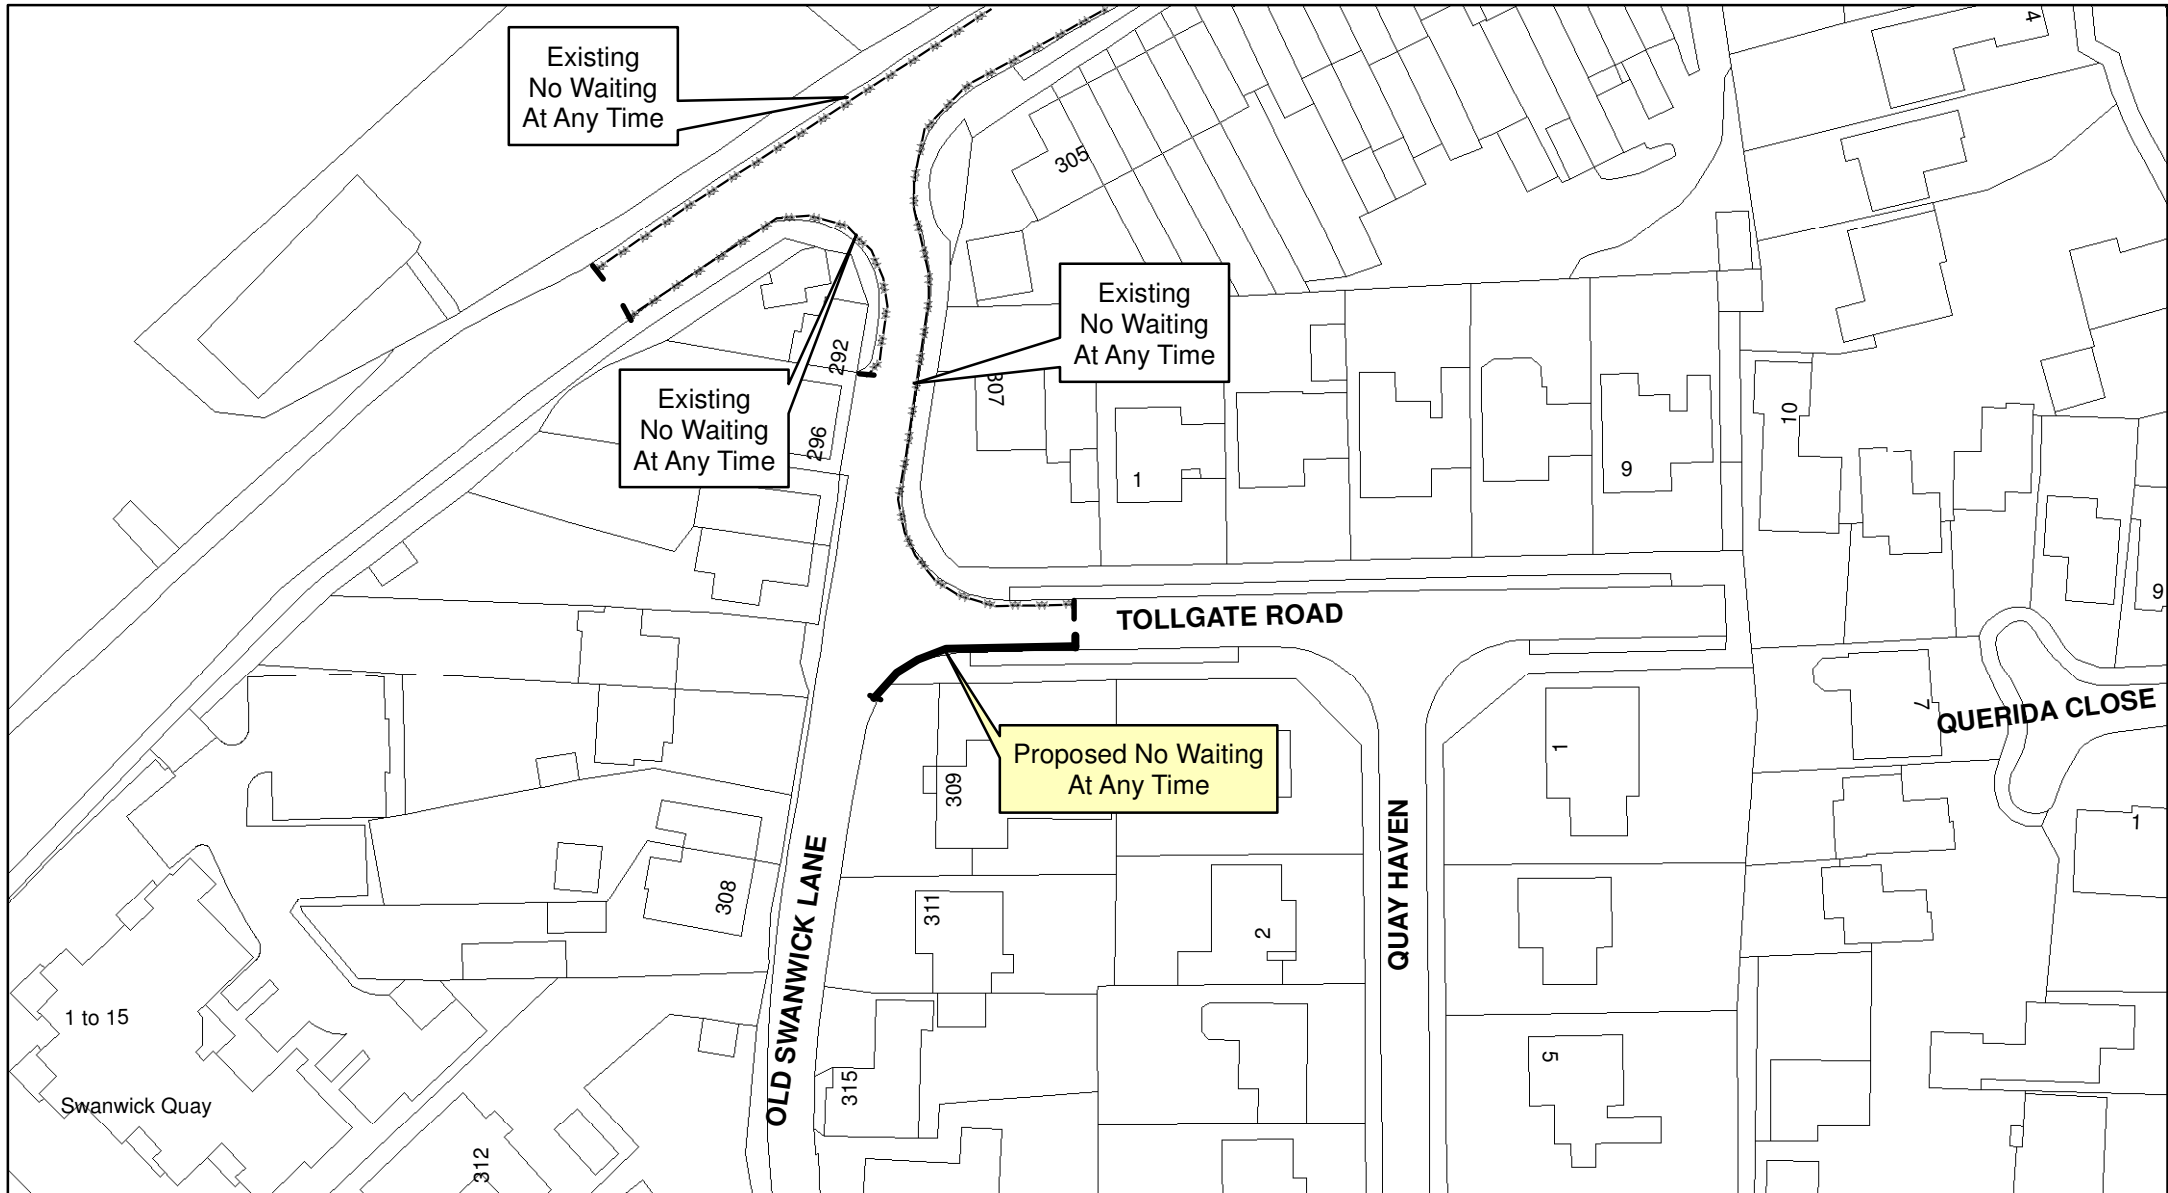 4
Existing
No Waiting
At Any Time
305
Existing
No Waiting
At Any Time
292
307
Existing
No Waiting
At Any Time
296
10
1
9
9
TOLLGATE ROAD
7
QUERIDA CLOSE
Proposed No Waiting
At Any Time
1
309
1
308
311
2
OLD SWANWICK LANE
QUAY HAVEN
1 to 15
5
315
Swanwick Quay
312